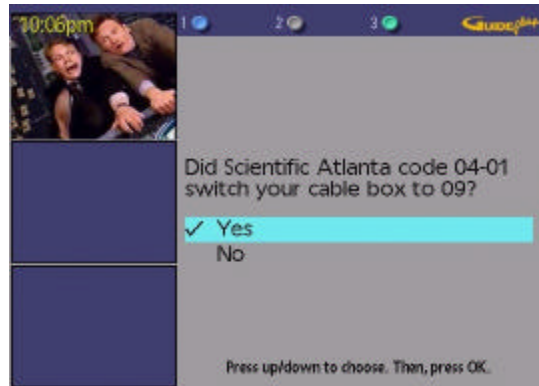 10:06pm
1 2 3 GUIDEplus
Did Scientific Atlanta code 04-01
switch your cable box to 09?
✓ Yes
No
Press up/down to choose. Then, press OK.